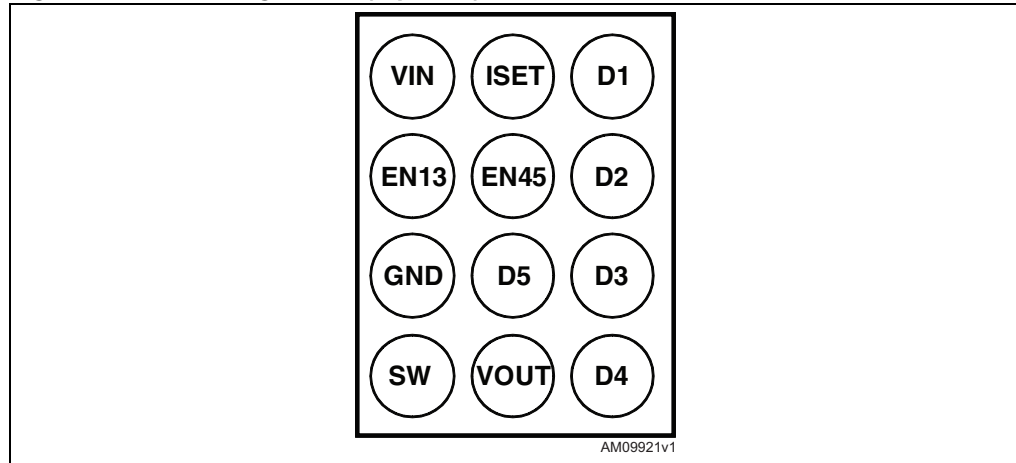 VIN ISET D1
EN13 EN45 D2
GND D5 D3
SW VOUT D4
AM09921v1